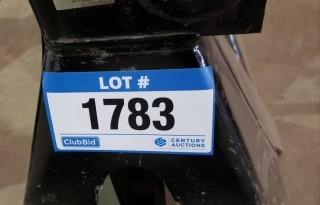 LOT #
1783
ClubBid
CENTURY
AUCTIONS